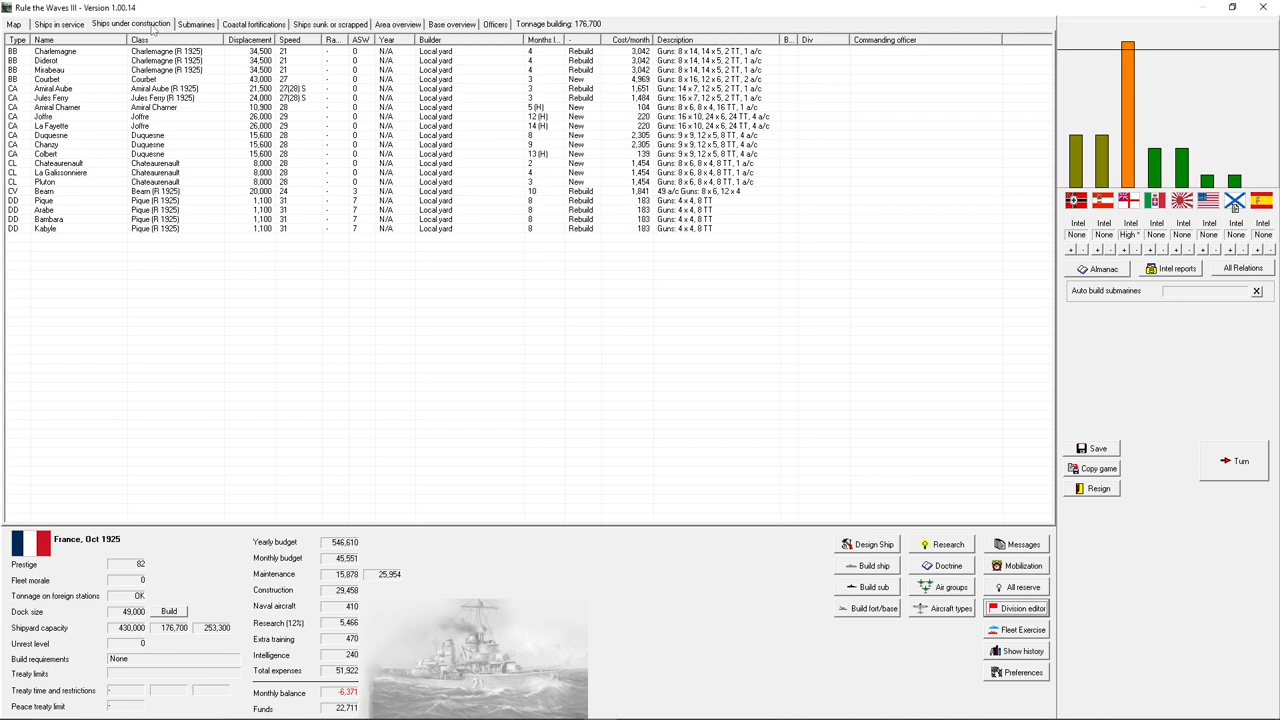 Rule the Waves III - Version 1.00.14
Map Ships in service Ships under construction Submarines Coastal fortifications Ships sunk or scrapped Area overview Base overview Officers Tonnage building: 176,700
Type Name Class Displacement Speed Ra... ASW Year Builder Months l... - Cost/month Description B... Div Commanding officer
BB Charlemagne Charlemagne (R 1925) 34,500 21 - 0 N/A Local yard 4 Rebuild 3,042 Guns: 8 x 14, 14 x 5, 2 TT, 1 a/c
BB Diderot Charlemagne (R 1925) 34,500 21 - 0 N/A Local yard 4 Rebuild 3,042 Guns: 8 x 14, 14 x 5, 2 TT, 1 a/c
BB Mirabeau Charlemagne (R 1925) 34,500 21 - 0 N/A Local yard 4 Rebuild 3,042 Guns: 8 x 14, 14 x 5, 2 TT, 1 a/c
BB Courbet Courbet 43,000 27 - 0 N/A Local yard 3 New 4,969 Guns: 8 x 16, 12 x 5, 1 a/c
CA Amiral Aube Amiral Aube (R 1925) 21,500 27(28) S - 0 N/A Local yard 3 Rebuild 1,651 Guns: 14 x 7, 12 x 5, 2 TT, 1 a/c
CA Jules Ferry Jules Ferry (R 1925) 24,000 27(28) S - 0 N/A Local yard 3 Rebuild 1,484 Guns: 16 x 7, 12 x 5, 2 TT, 1 a/c
CA Amiral Charner Amiral Charner 10,900 28 - 0 N/A Local yard 5 (H) New 104 Guns: 8 x 6, 8 x 4, 16 TT, 1 a/c
CA Joffre Joffre 26,000 29 - 0 N/A Local yard 12 (H) New 220 Guns: 16 x 10, 24 x 6, 24 TT, 4 a/c
CA La Fayette Joffre 26,000 29 - 0 N/A Local yard 14 (H) New 220 Guns: 16 x 10, 24 x 6, 24 TT, 4 a/c
CA Duquesne Duquesne 15,600 28 - 0 N/A Local yard 8 New 2,305 Guns: 9 x 9, 12 x 5, 8 TT, 4 a/c
CA Chanzy Duquesne 15,600 28 - 0 N/A Local yard 9 New 2,305 Guns: 9 x 9, 12 x 5, 8 TT, 4 a/c
CA Colbert Duquesne 15,600 28 - 0 N/A Local yard 13 (H) New 139 Guns: 9 x 9, 12 x 5, 8 TT, 4 a/c
CL Chateaurenault Chateaurenault 8,000 28 - 0 N/A Local yard 2 New 1,454 Guns: 8 x 6, 8 x 4, 8 TT, 1 a/c
CL La Galissonniere Chateaurenault 8,000 28 - 0 N/A Local yard 4 New 1,454 Guns: 8 x 6, 8 x 4, 8 TT, 1 a/c
CL Pluton Chateaurenault 8,000 28 - 0 N/A Local yard 3 New 1,454 Guns: 8 x 6, 8 x 4, 8 TT, 1 a/c
CV Bearn Bearn (R 1925) 20,000 24 - 3 N/A Local yard 10 Rebuild 1,841 49 a/c Guns: 8 x 6, 12 x 4
DD Pique Pique (R 1925) 1,100 31 - 7 N/A Local yard 8 Rebuild 183 Guns: 4 x 4, 8 TT
DD Arabe Pique (R 1925) 1,100 31 - 7 N/A Local yard 8 Rebuild 183 Guns: 4 x 4, 8 TT
DD Bambara Pique (R 1925) 1,100 31 - 7 N/A Local yard 8 Rebuild 183 Guns: 4 x 4, 8 TT
DD Kabyle Pique (R 1925) 1,100 31 - 7 N/A Local yard 8 Rebuild 183 Guns: 4 x 4, 8 TT
Intel Intel Intel Intel Intel Intel Intel Intel
None None High * None None None None None
+ - + - + - + - + - + - + - + -
Almanac Intel reports All Relations
Auto build submarines X
Save
Copy game
Resign
Turn
France, Oct 1925
Prestige 82
Fleet morale 0
Tonnage on foreign stations OK
Dock size 49,000 Build
Shipyard capacity 430,000 176,700 253,300
Unrest level 0
Build requirements None
Treaty limits
Treaty time and restrictions -
Peace treaty limit -
Yearly budget 546,610
Monthly budget 45,551
Maintenance 15,878 25,954
Construction 29,458
Naval aircraft 410
Research (12%) 5,466
Extra training 470
Intelligence 240
Total expenses 51,922
Monthly balance -6,371
Funds 22,711
Design Ship Research Messages
Build ship Doctrine Mobilization
Build sub Air groups All reserve
Build fort/base Aircraft types Division editor
Fleet Exercise
Show history
Preferences